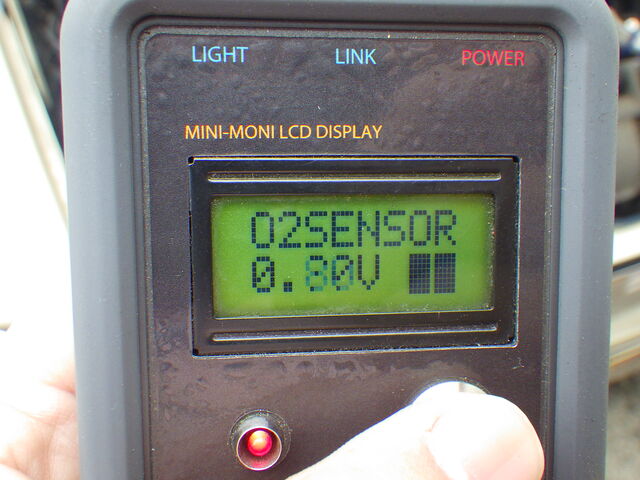 LIGHT LINK POWER
MINI-MONI LCD DISPLAY
O2SENSOR
0.80V